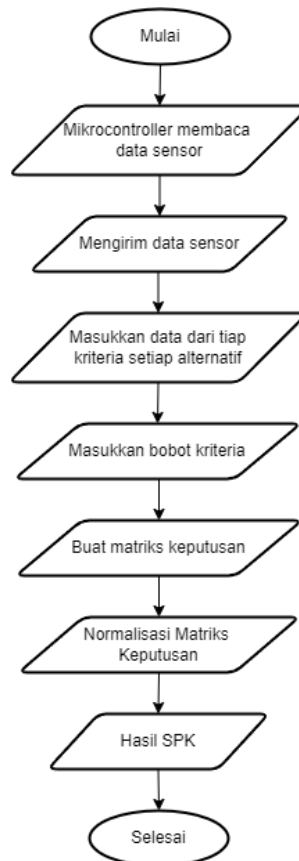 Mulai
Mikrocontroller membaca
data sensor
Mengirim data sensor
Masukkan data dari tiap
kriteria setiap alternatif
Masukkan bobot kriteria
Buat matriks keputusan
Normalisasi Matriks
Keputusan
Hasil SPK
Selesai